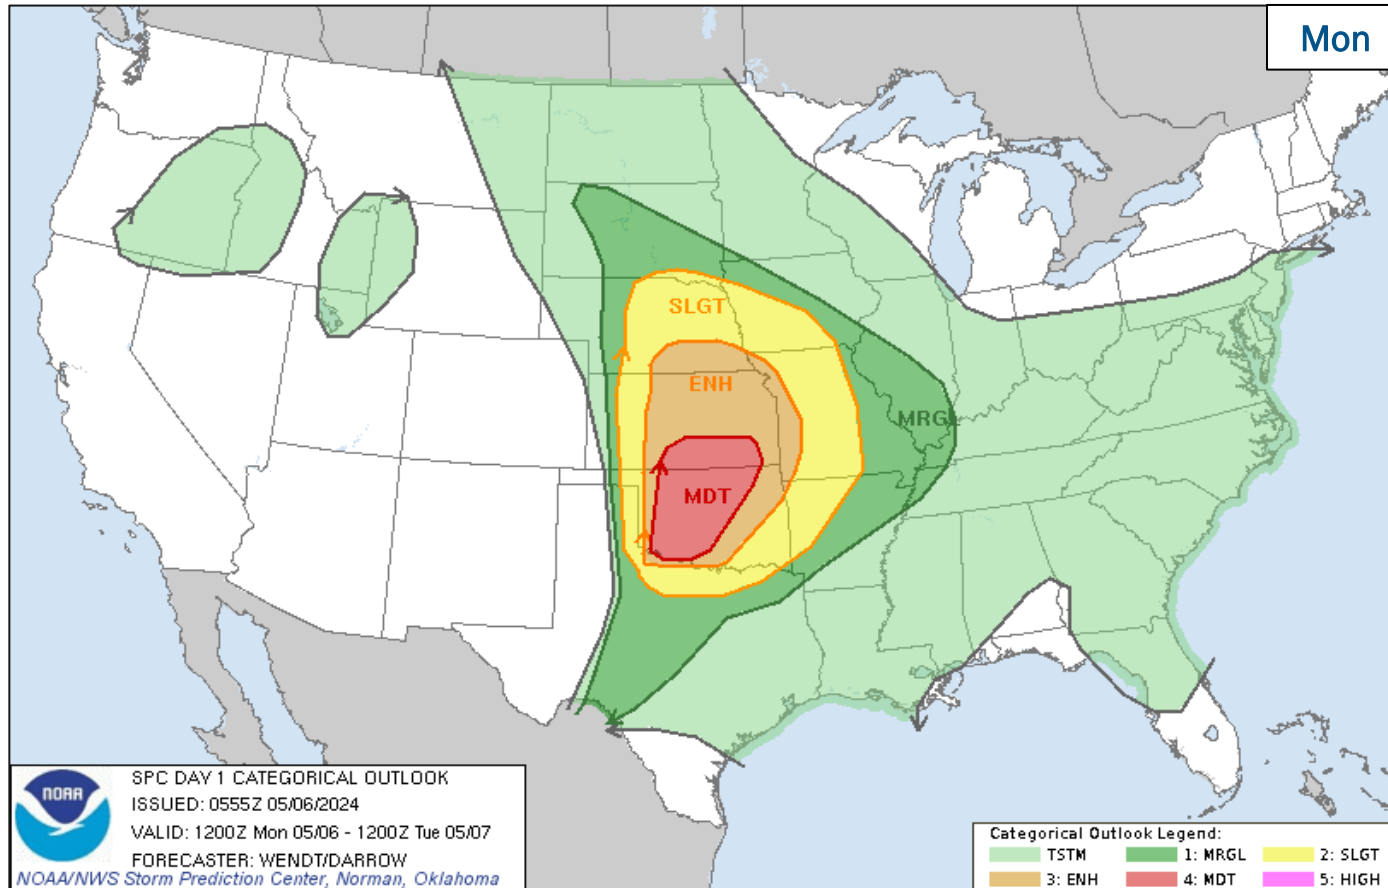 Mon
SLGT
ENH
MRGL
MDT
NOAA
SPC DAY 1 CATEGORICAL OUTLOOK
ISSUED: 0555Z 05/06/2024
VALID: 1200Z Mon 05/06 - 1200Z Tue 05/07
FORECASTER: WENDT/DARROW
NOAA/NWS Storm Prediction Center, Norman, Oklahoma
Categorical Outlook Legend:
TSTM 1: MRGL 2: SLGT
3: ENH 4: MDT 5: HIGH